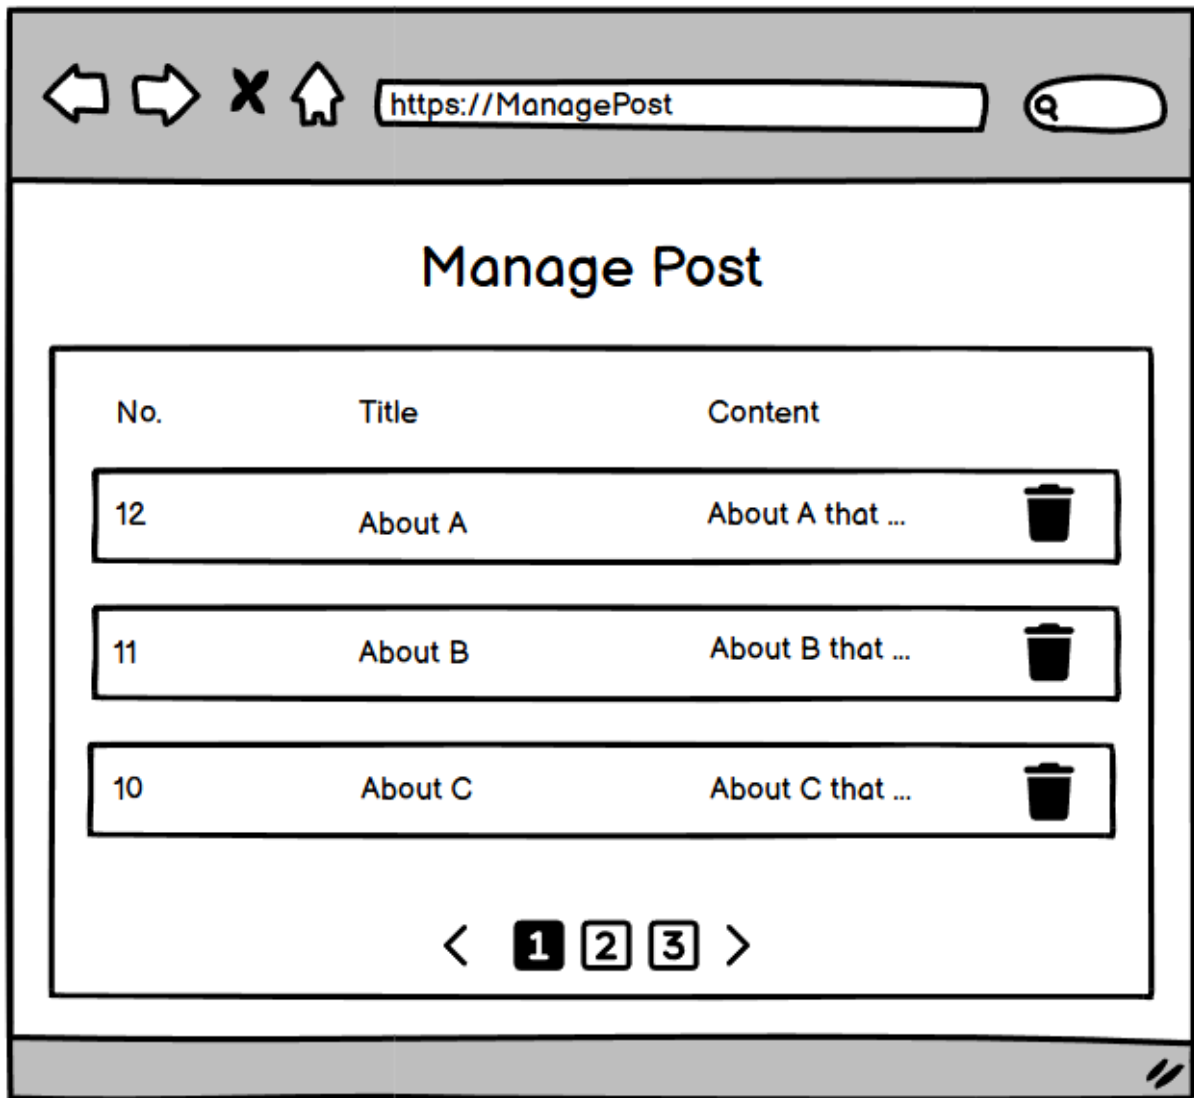 https://ManagePost
Manage Post
No. Title Content
12 About A About A that ...
11 About B About B that ...
10 About C About C that ...
1 2 3